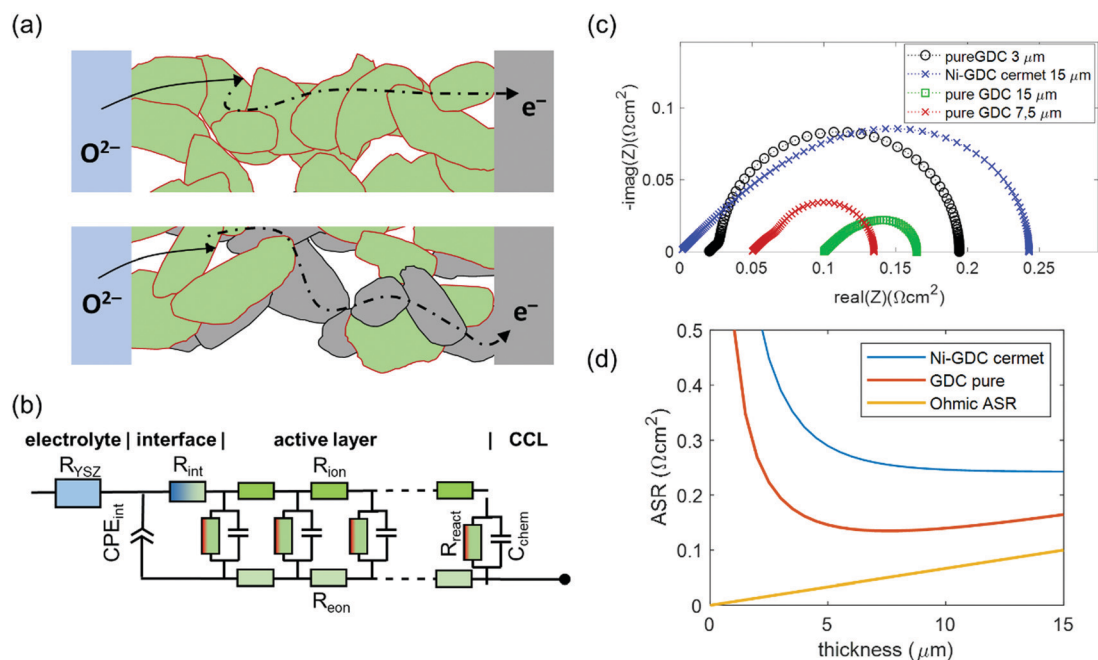 (a)
O2−
e−
O2−
e−
(b)
electrolyte | interface | active layer | CCL
RYSZ
Rint
Rion
CPEint
Rreact
Cchem
Reon
(c)
pureGDC 3 μm
Ni-GDC cermet 15 μm
pure GDC 15 μm
pure GDC 7,5 μm
-imag(Z)(Ωcm2)
0.1
0.05
0
0
0.05
0.1
0.15
0.2
0.25
real(Z)(Ωcm2)
(d)
Ni-GDC cermet
GDC pure
Ohmic ASR
ASR (Ωcm2)
0.5
0.4
0.3
0.2
0.1
0
0
5
10
15
thickness (μm)